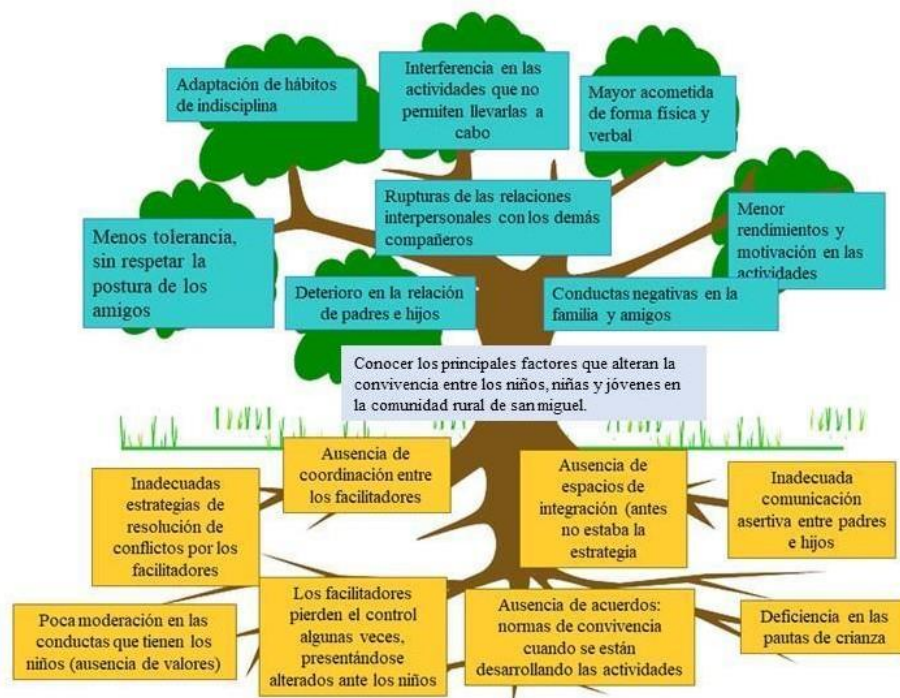 Adaptación de hábitos
de indisciplina
Interferencia en las
actividades que no
permiten llevarlas a
cabo
Mayor acometida
de forma física y
verbal
Menos tolerancia,
sin respetar la
postura de los
amigos
Rupturas de las relaciones
interpersonales con los demás
compañeros
Menor
rendimientos y
motivación en las
actividades
Deterioro en la relación
de padres e hijos
Conductas negativas en la
familia y amigos
Conocer los principales factores que alteran la
convivencia entre los niños, niñas y jóvenes en
la comunidad rural de san miguel.
Inadecuadas
estrategias de
resolución de
conflictos por los
facilitadores
Ausencia de
coordinación entre
los facilitadores
Ausencia de
espacios de
integración (antes
no estaba la
estrategia
Inadecuada
comunicación
asertiva entre padres
e hijos
Poca moderación en las
conductas que tienen los
niños (ausencia de valores)
Los facilitadores
pierden el control
algunas veces,
presentándose
alterados ante los niños
Ausencia de acuerdos:
normas de convivencia
cuando se están
desarrollando las actividades
Deficiencia en las
pautas de crianza